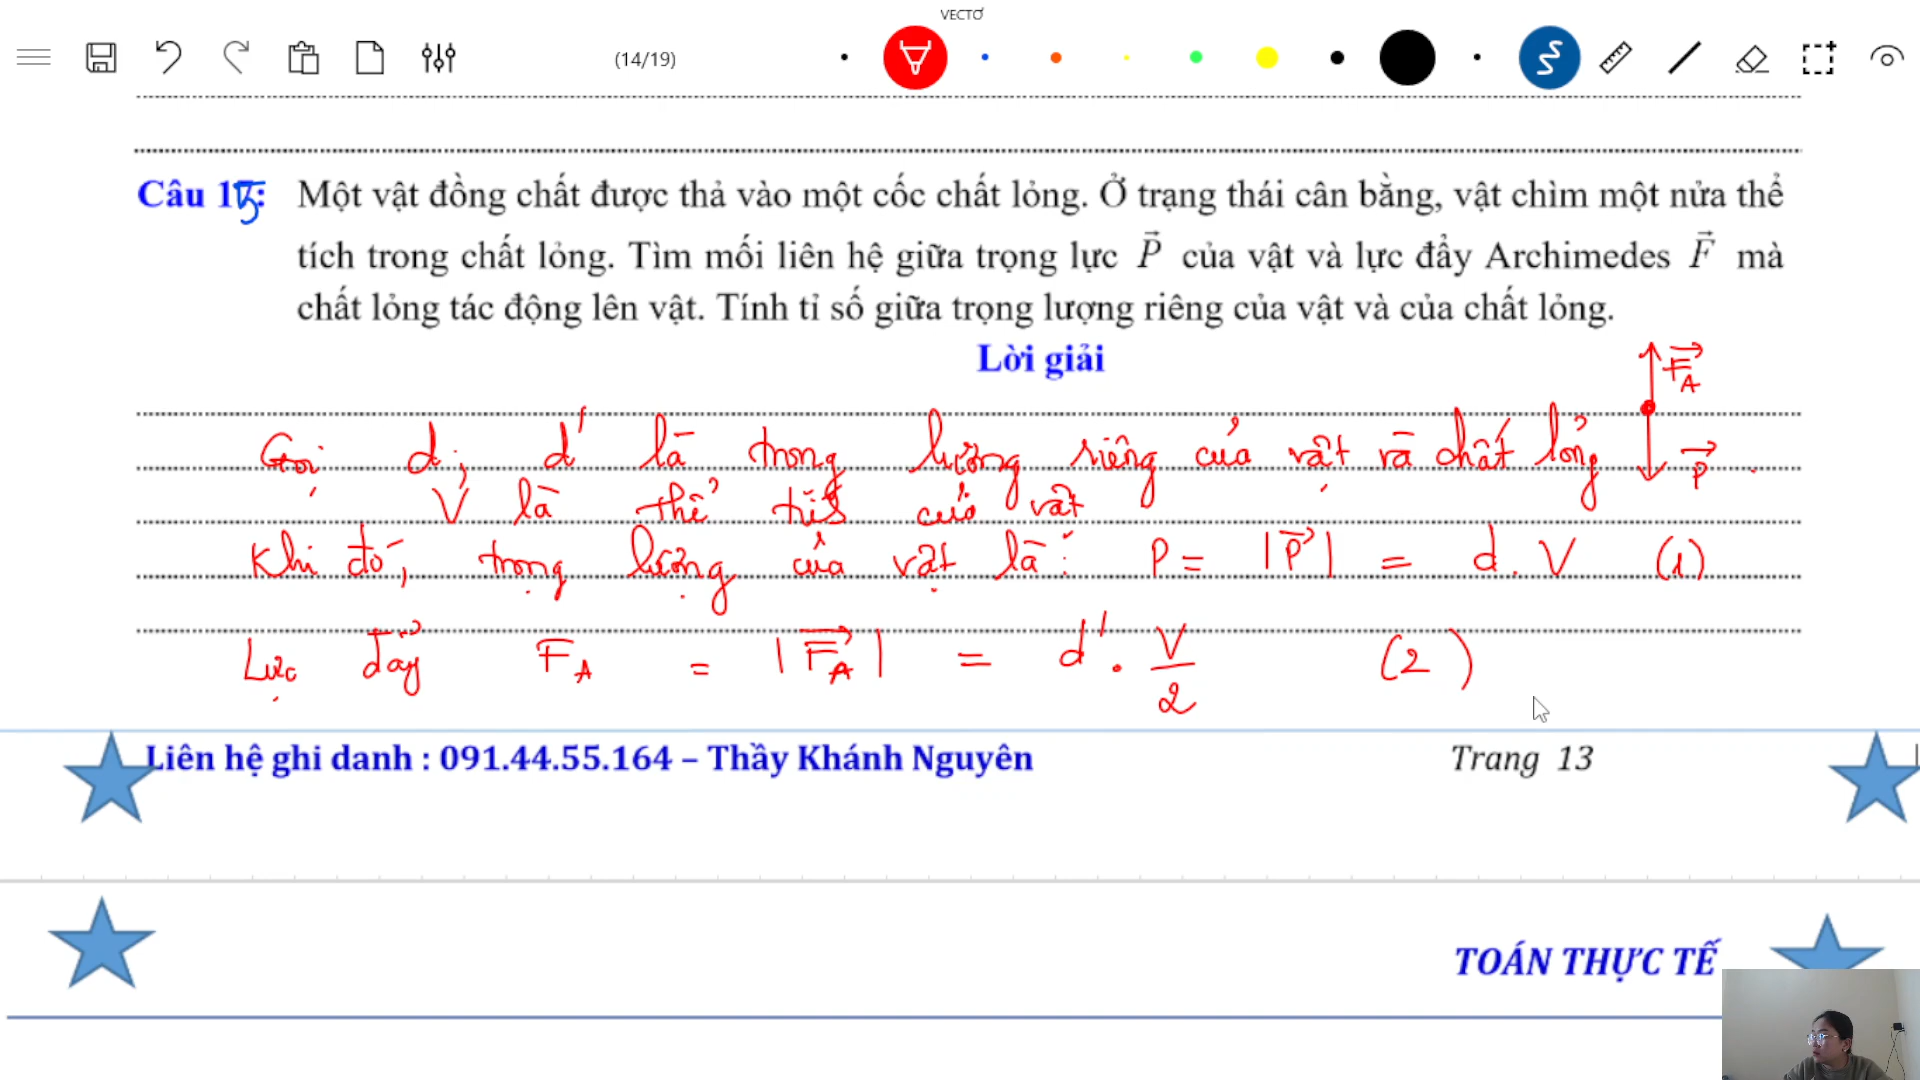 VECTƠ
(14/19)
Câu 15: Một vật đồng chất được thả vào một cốc chất lỏng. Ở trạng thái cân bằng, vật chìm một nửa thể
tích trong chất lỏng. Tìm mối liên hệ giữa trọng lực P⃗ của vật và lực đẩy Archimedes F⃗ mà
chất lỏng tác động lên vật. Tính tỉ số giữa trọng lượng riêng của vật và của chất lỏng.
Lời giải
F⃗_A
Gọi d; d' là trong lượng riêng của vật và chất lỏng
P⃗
V là thể tích của vật
Khi đó, trọng lượng của vật là: P = |P⃗| = d.V (1)
Lực đẩy F_A = |F⃗_A| = d'. V/2 (2)
Liên hệ ghi danh : 091.44.55.164 – Thầy Khánh Nguyên Trang 13
TOÁN THỰC TẾ